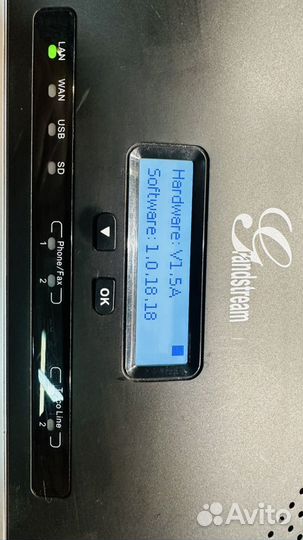 LAN
WAN
USB
SD
Phone/Fax
1
2
Line
2
▼
OK
Hardware: V1.5A
Software: 1.0.18.18
Grandstream
Avito